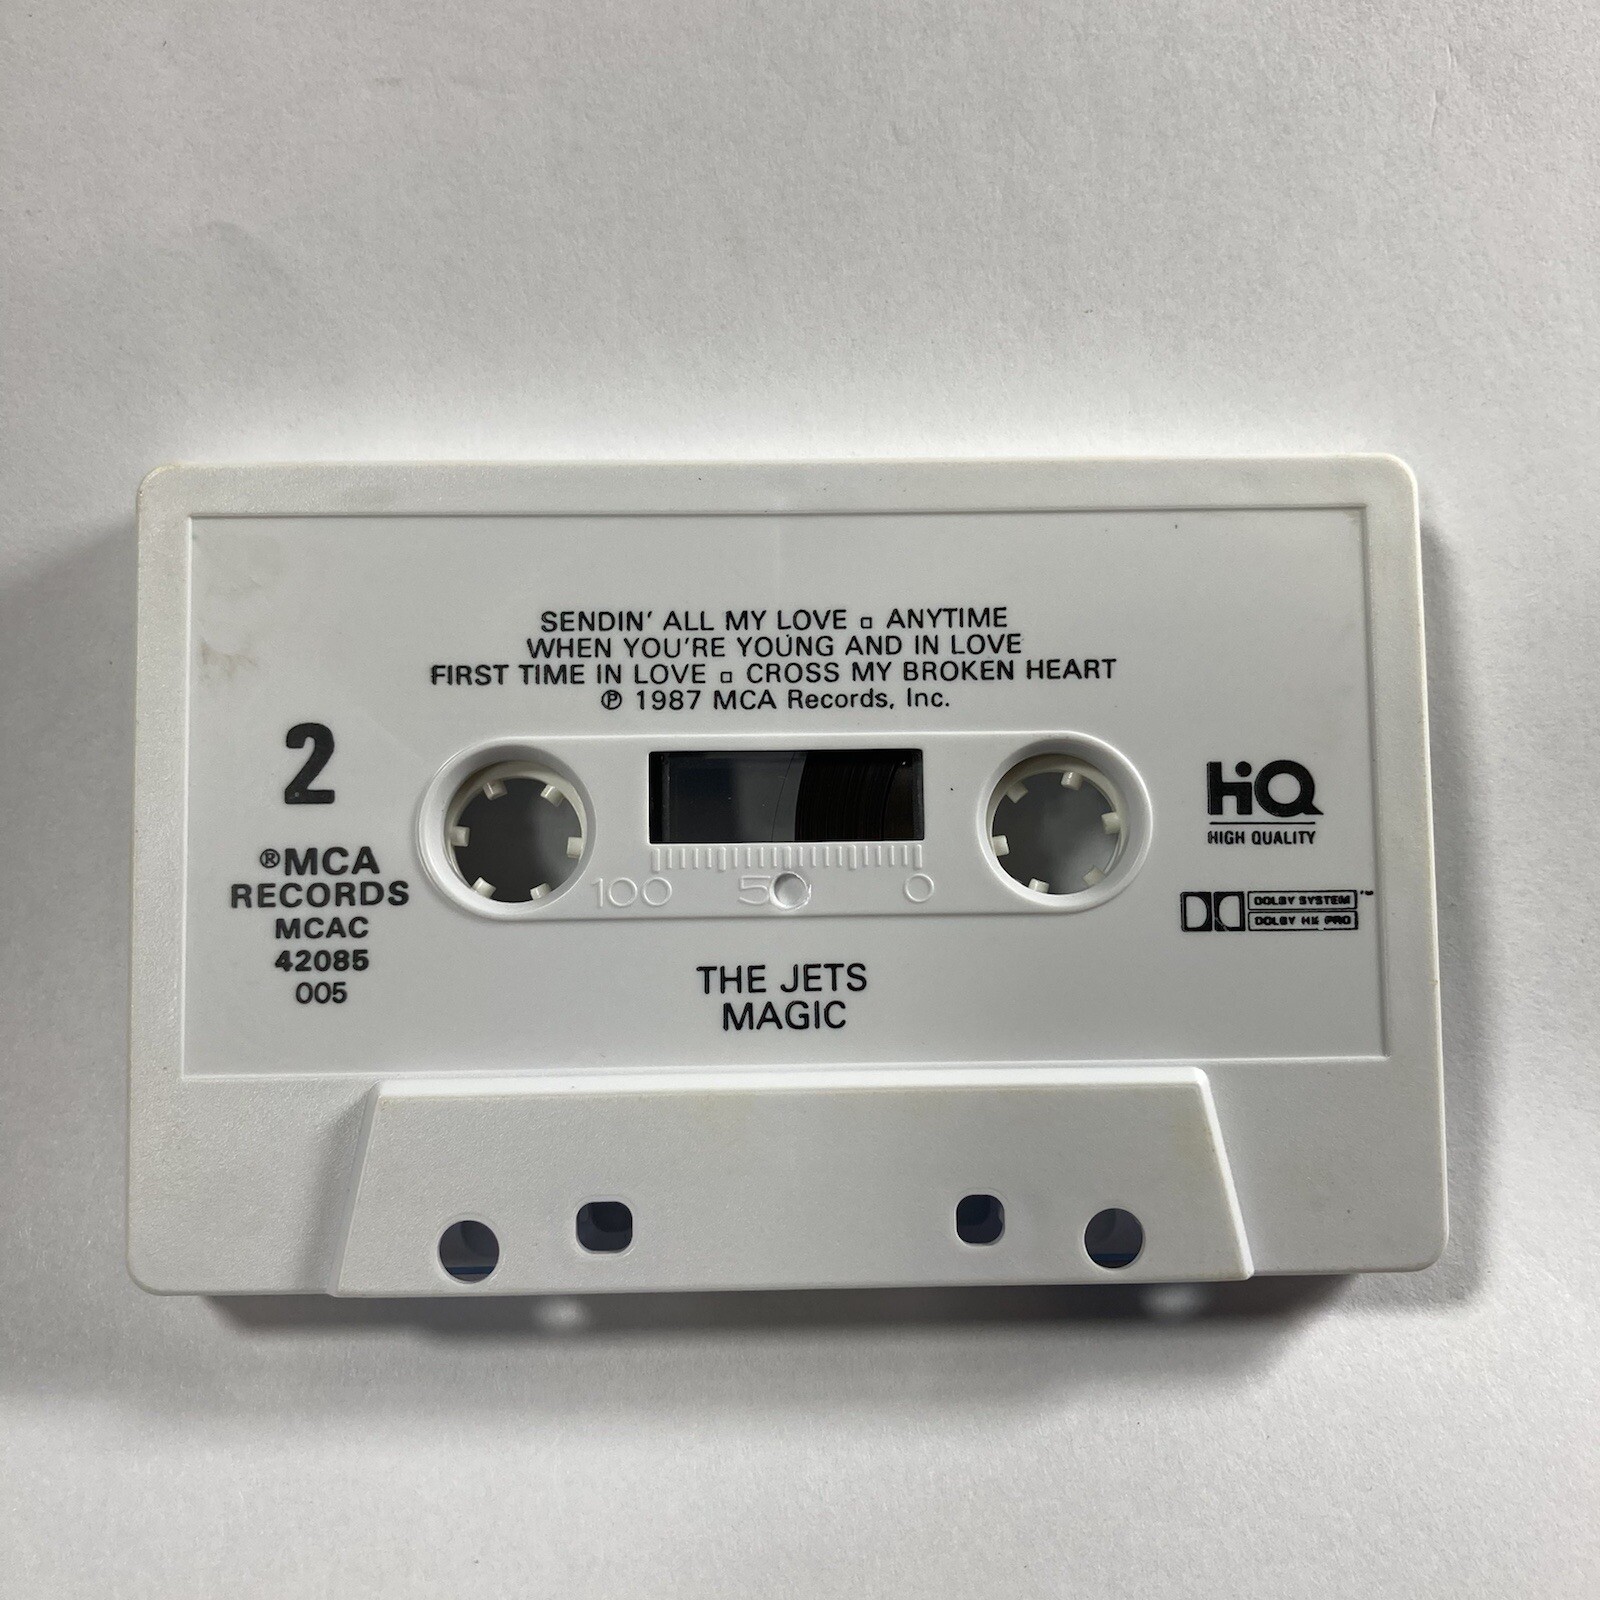 SENDIN' ALL MY LOVE ▫ ANYTIME
WHEN YOU'RE YOUNG AND IN LOVE
FIRST TIME IN LOVE ▫ CROSS MY BROKEN HEART
℗ 1987 MCA Records, Inc.
2
®MCA
RECORDS
MCAC
42085
005
100 50 0
HiQ
HIGH QUALITY
DOLBY SYSTEM™
DOLBY HX PRO
THE JETS
MAGIC